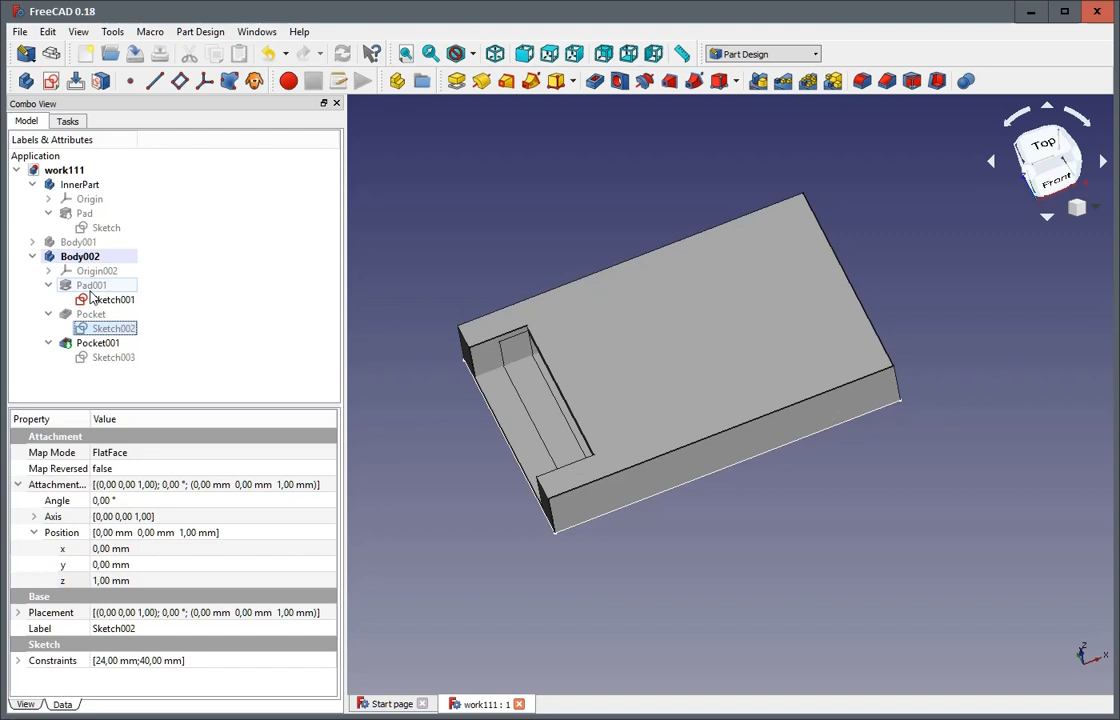 FreeCAD 0.18
File Edit View Tools Macro Part Design Windows Help
Part Design
Combo View
Model Tasks
Labels & Attributes
Application
work111
InnerPart
Origin
Pad
Sketch
Body001
Body002
Origin002
Pad001
Sketch001
Pocket
Sketch002
Pocket001
Sketch003
Top
Front
Property Value
Attachment
Map Mode FlatFace
Map Reversed false
Attachment... [(0,00 0,00 1,00); 0,00 °; (0,00 mm 0,00 mm 1,00 mm)]
Angle 0,00 °
Axis [0,00 0,00 1,00]
Position [0,00 mm 0,00 mm 1,00 mm]
x 0,00 mm
y 0,00 mm
z 1,00 mm
Base
Placement [(0,00 0,00 1,00); 0,00 °; (0,00 mm 0,00 mm 1,00 mm)]
Label Sketch002
Sketch
Constraints [24,00 mm;40,00 mm]
Z
X
View Data
Start page work111 : 1